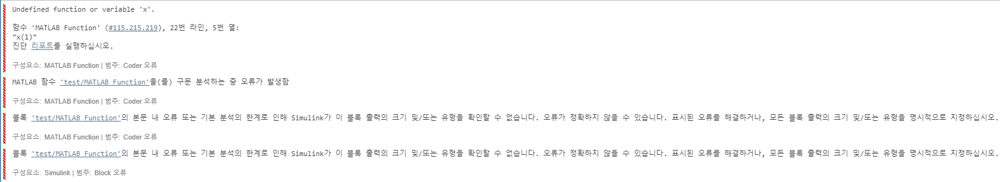 Undefined function or variable 'x'.
함수 'MATLAB Function' (#115.215.219), 22번 라인, 5번 열:
"x(1)"
진단 리포트를 실행하십시오.
구성요소: MATLAB Function | 범주: Coder 오류
MATLAB 함수 'test/MATLAB Function'을(를) 구문 분석하는 중 오류가 발생함
구성요소: MATLAB Function | 범주: Coder 오류
블록 'test/MATLAB Function'의 본문 내 오류 또는 기본 분석의 한계로 인해 Simulink가 이 블록 출력의 크기 및/또는 유형을 확인할 수 없습니다. 오류가 정확하지 않을 수 있습니다. 표시된 오류를 해결하거나, 모든 블록 출력의 크기 및/또는 유형을 명시적으로 지정하십시오.
구성요소: MATLAB Function | 범주: Coder 오류
블록 'test/MATLAB Function'의 본문 내 오류 또는 기본 분석의 한계로 인해 Simulink가 이 블록 출력의 크기 및/또는 유형을 확인할 수 없습니다. 오류가 정확하지 않을 수 있습니다. 표시된 오류를 해결하거나, 모든 블록 출력의 크기 및/또는 유형을 명시적으로 지정하십시오.
구성요소: Simulink | 범주: Block 오류